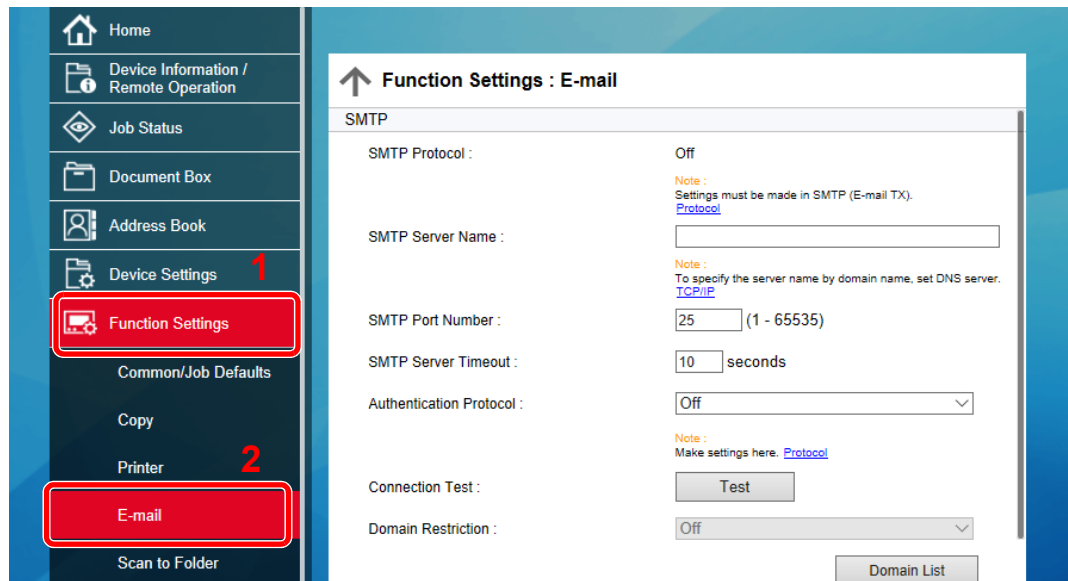 Home
Device Information /
Remote Operation
Job Status
Document Box
Address Book
Device Settings
1
Function Settings
Common/Job Defaults
Copy
Printer
2
E-mail
Scan to Folder
Function Settings : E-mail
SMTP
SMTP Protocol :
Off
Note :
Settings must be made in SMTP (E-mail TX).
Protocol
SMTP Server Name :
Note :
To specify the server name by domain name, set DNS server.
TCP/IP
SMTP Port Number :
25 (1 - 65535)
SMTP Server Timeout :
10 seconds
Authentication Protocol :
Off
Note :
Make settings here. Protocol
Connection Test :
Test
Domain Restriction :
Off
Domain List